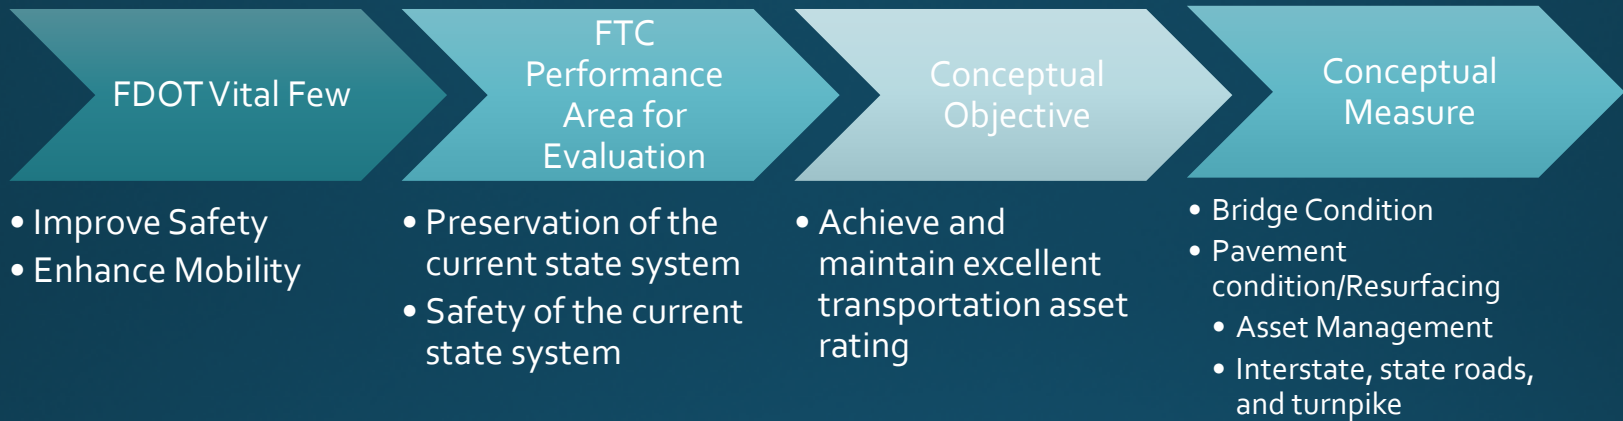 FDOT Vital Few
• Improve Safety
• Enhance Mobility
FTC
Performance
Area for
Evaluation
• Preservation of the
current state system
• Safety of the current
state system
Conceptual
Objective
• Achieve and
maintain excellent
transportation asset
rating
Conceptual
Measure
• Bridge Condition
• Pavement
condition/Resurfacing
• Asset Management
• Interstate, state roads,
and turnpike